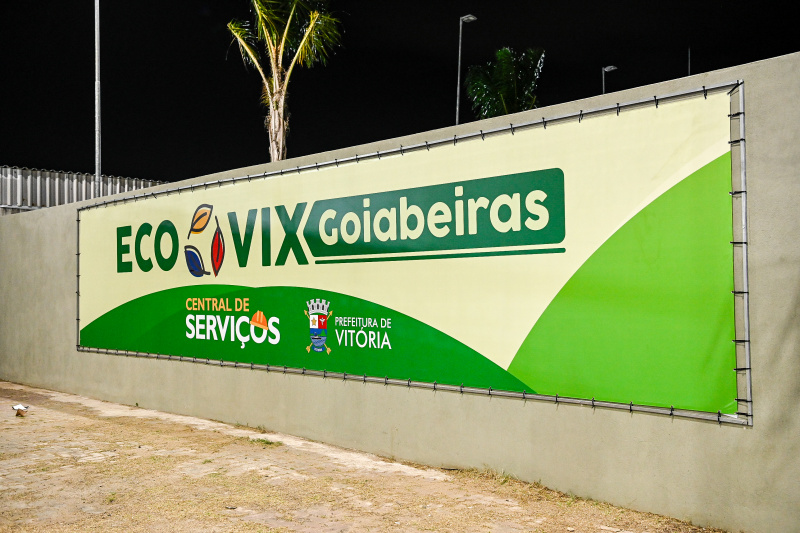 ECO VIX Goiabeiras
CENTRAL DE
SERVIÇOS
PREFEITURA DE
VITÓRIA